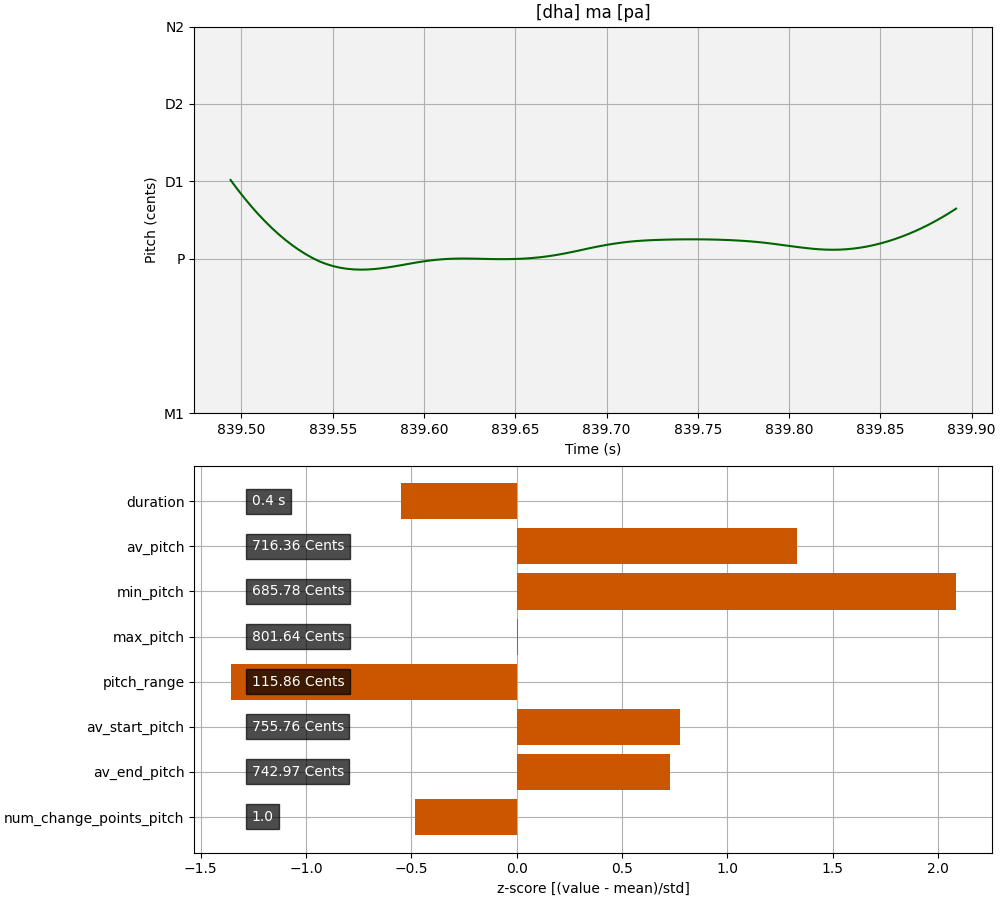 [dha] ma [pa]
N2
D2
D1
P
M1
Pitch (cents)
839.50 839.55 839.60 839.65 839.70 839.75 839.80 839.85 839.90
Time (s)
duration 0.4 s
av_pitch 716.36 Cents
min_pitch 685.78 Cents
max_pitch 801.64 Cents
pitch_range 115.86 Cents
av_start_pitch 755.76 Cents
av_end_pitch 742.97 Cents
num_change_points_pitch 1.0
−1.5 −1.0 −0.5 0.0 0.5 1.0 1.5 2.0
z-score [(value - mean)/std]